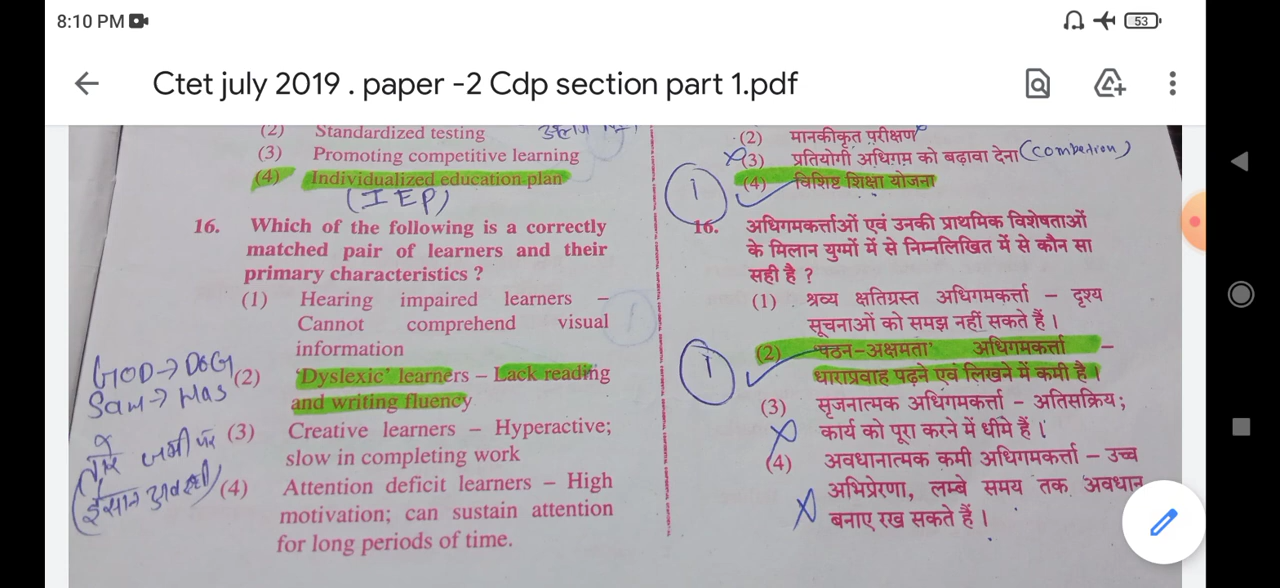 8:10 PM
53
Ctet july 2019 . paper -2 Cdp section part 1.pdf
(2) Standardized testing
(3) Promoting competitive learning
(4) Individualized education plan
(IEP)
16. Which of the following is a correctly
matched pair of learners and their
primary characteristics ?
(1) Hearing impaired learners –
Cannot comprehend visual
information
GOD→DOG
(2) 'Dyslexic' learners – Lack reading
and writing fluency
Sam→Mas
(3) Creative learners – Hyperactive;
slow in completing work
(4) Attention deficit learners – High
motivation; can sustain attention
for long periods of time.
(2) मानकीकृत परीक्षण
(3) प्रतियोगी अधिगम को बढ़ावा देना
(4) विशिष्ट शिक्षा योजना
1
16. अधिगमकर्त्ताओं एवं उनकी प्राथमिक विशेषताओं
के मिलान युग्मों में से निम्नलिखित में से कौन सा
सही है ?
(1) श्रव्य क्षतिग्रस्त अधिगमकर्त्ता – दृश्य
सूचनाओं को समझ नहीं सकते हैं ।
(2) 'पठन-अक्षमता' अधिगमकर्त्ता –
धाराप्रवाह पढ़ने एवं लिखने में कमी है ।
1
(3) सृजनात्मक अधिगमकर्त्ता – अतिसक्रिय;
कार्य को पूरा करने में धीमे हैं ।
(4) अवधानात्मक कमी अधिगमकर्त्ता – उच्च
अभिप्रेरणा, लम्बे समय तक अवधान
बनाए रख सकते हैं ।